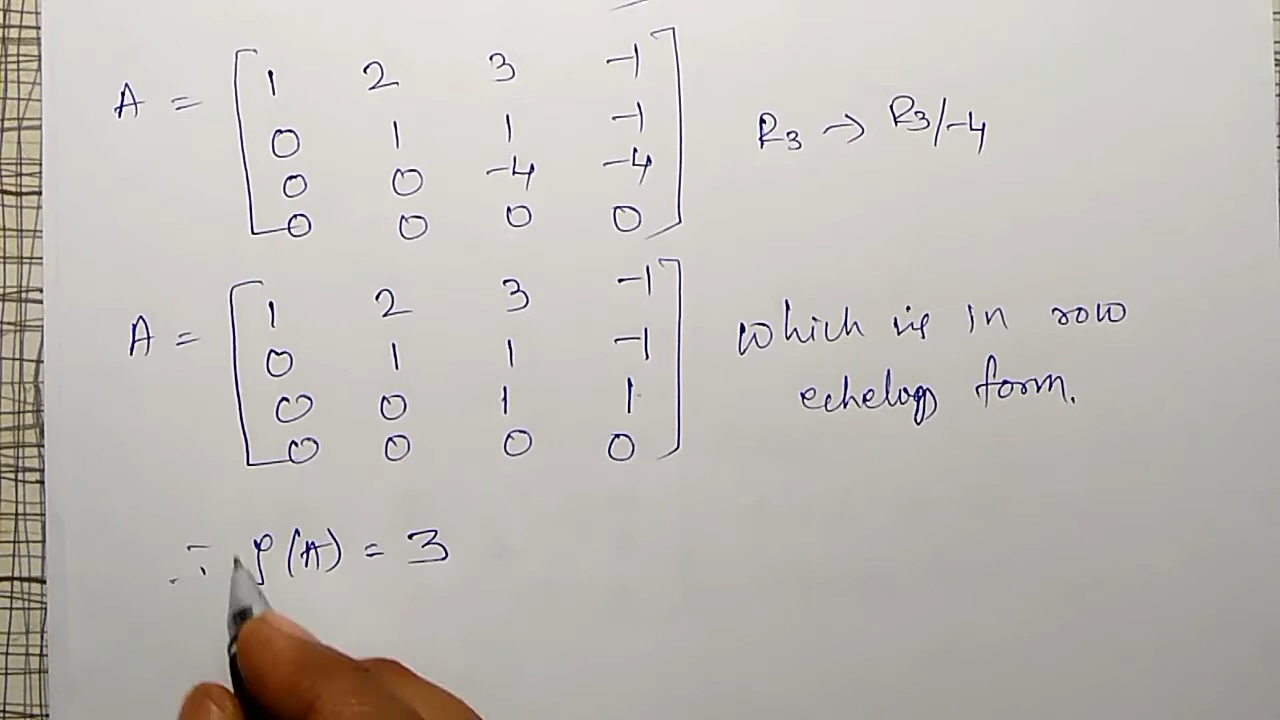 A = [ 1 2 3 -1
0 1 1 -1
0 0 -4 -4
0 0 0 0 ] R3 → R3/-4
A = [ 1 2 3 -1
0 1 1 -1
0 0 1 1
0 0 0 0 ]
which is in row
echelon form.
∴ ρ(A) = 3